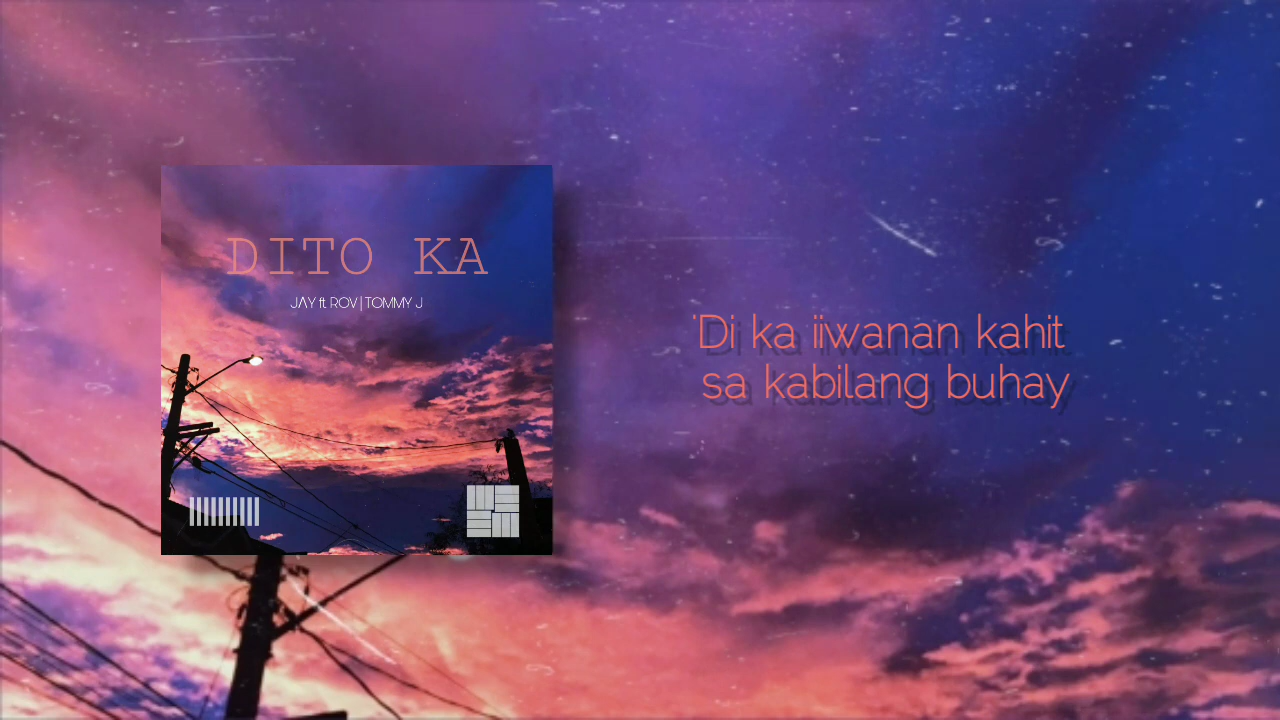 DITO KA
JAY ft. ROV | TOMMY J
'Di ka iiwanan kahit
sa kabilang buhay